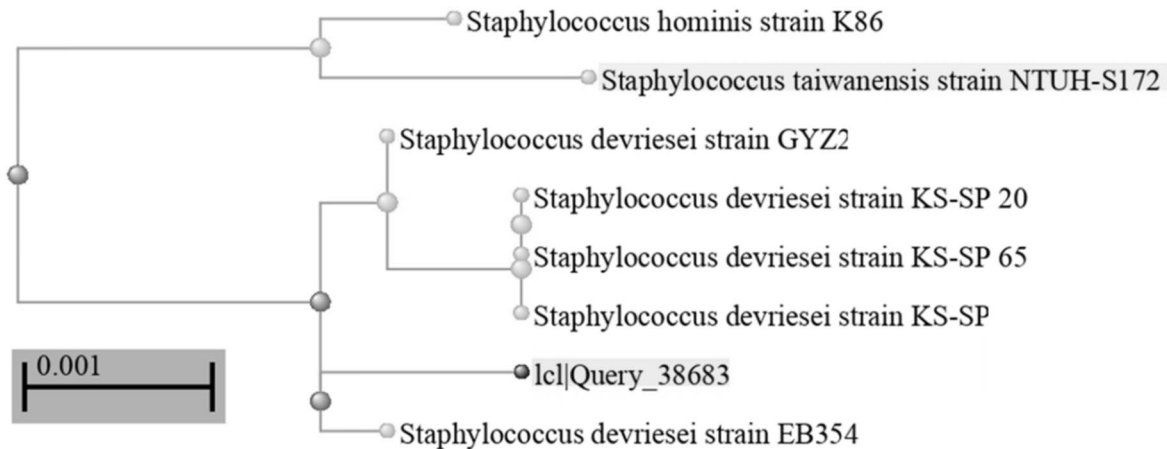 Staphylococcus hominis strain K86
Staphylococcus taiwanensis strain NTUH-S172
Staphylococcus devriesei strain GYZ2
Staphylococcus devriesei strain KS-SP 20
Staphylococcus devriesei strain KS-SP 65
Staphylococcus devriesei strain KS-SP
0.001
lcl|Query_38683
Staphylococcus devriesei strain EB354